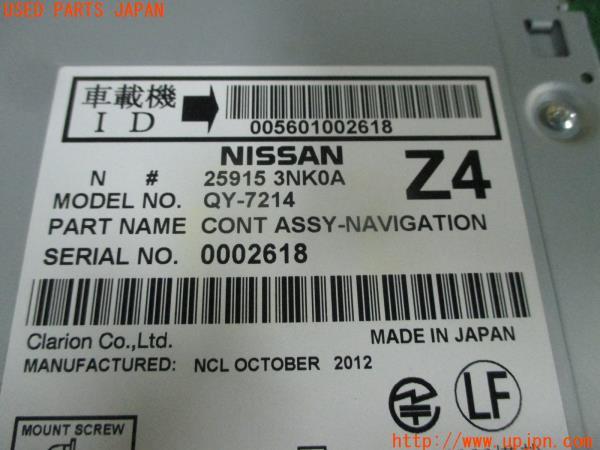 USED PARTS JAPAN
車載機
ID
005601002618
NISSAN
N # 25915 3NK0A
Z4
MODEL NO. QY-7214
PART NAME CONT ASSY-NAVIGATION
SERIAL NO. 0002618
Clarion Co.,Ltd.
MADE IN JAPAN
MANUFACTURED: NCL OCTOBER 2012
LF
MOUNT SCREW
http://www.upjpn.com